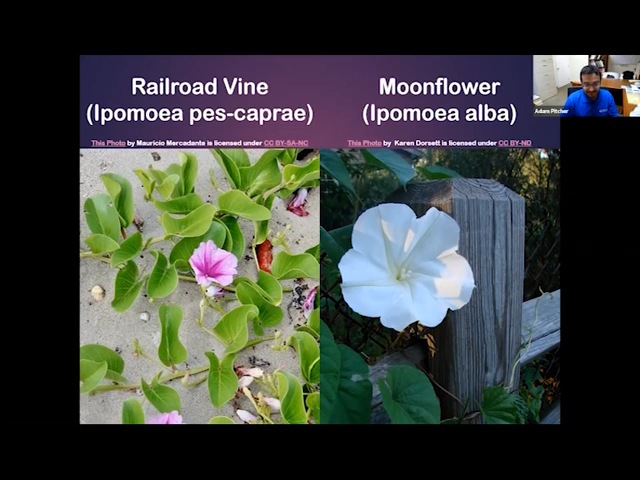 Railroad Vine
(Ipomoea pes-caprae)
This Photo by Mauricio Mercadante is licensed under CC BY-SA-NC
Moonflower
(Ipomoea alba)
This Photo by Karen Dorsett is licensed under CC BY-ND
Adam Pitcher